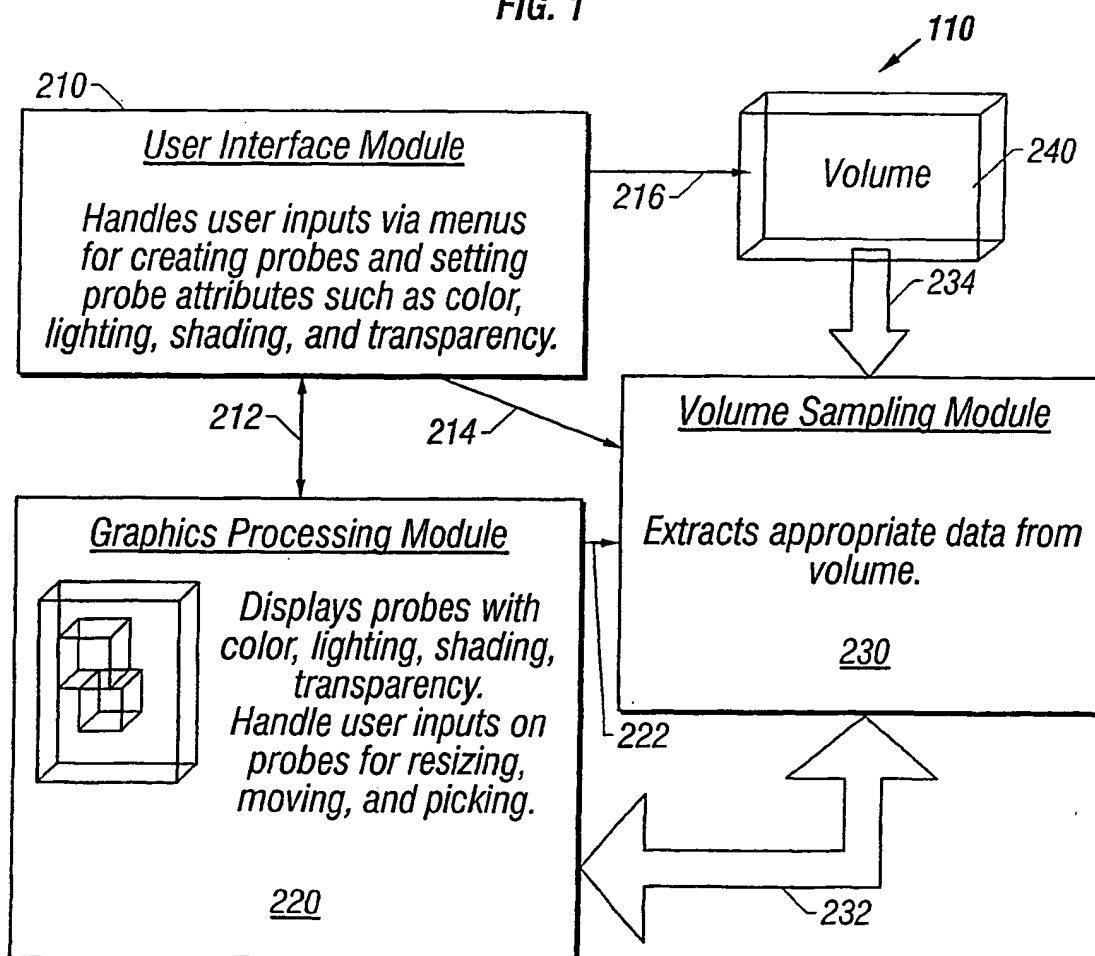 FIG. 1
110
210
User Interface Module
Handles user inputs via menus
for creating probes and setting
probe attributes such as color,
lighting, shading, and transparency.
216
Volume
240
234
212
214
Volume Sampling Module
Extracts appropriate data from
volume.
230
Graphics Processing Module
Displays probes with
color, lighting, shading,
transparency.
Handle user inputs on
probes for resizing,
moving, and picking.
220
222
232